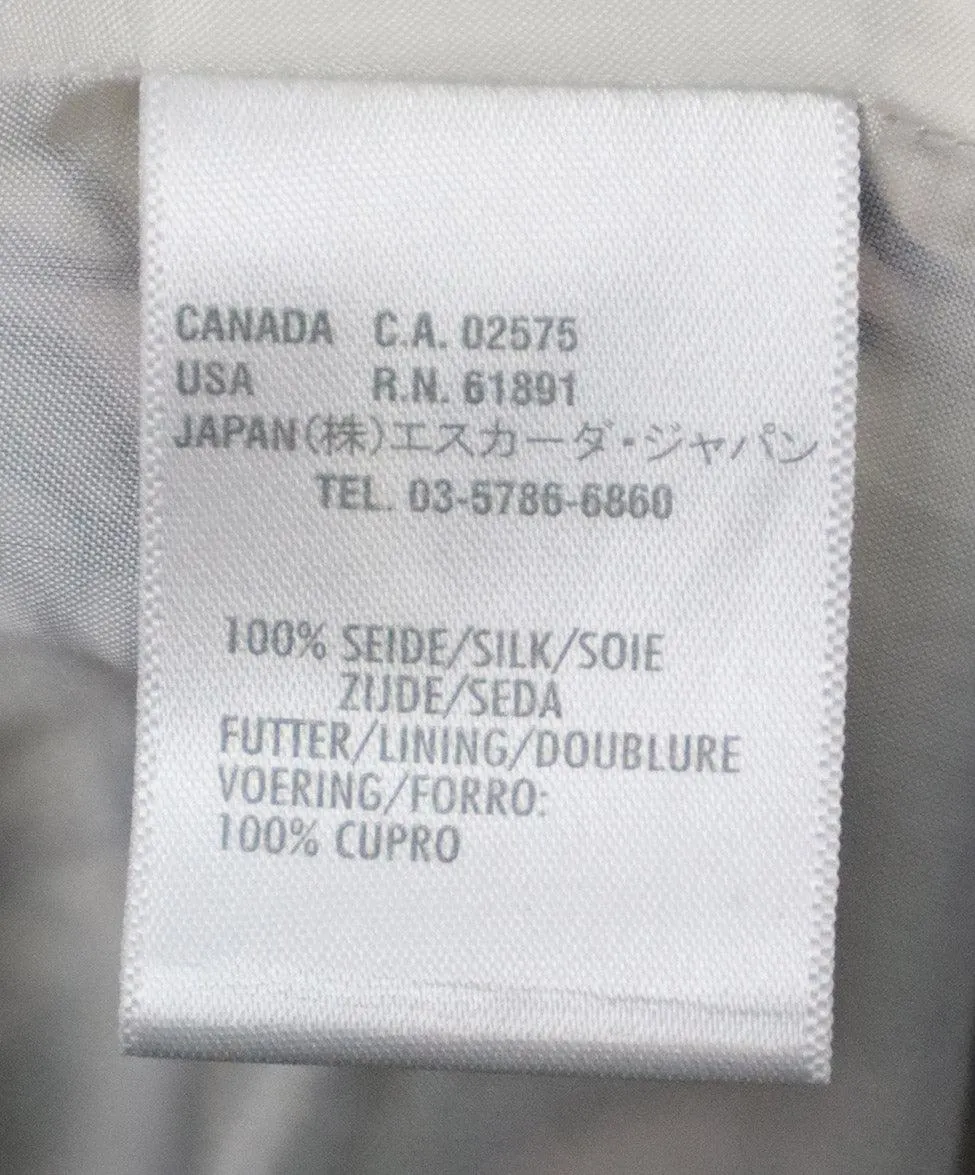 CANADA C.A. 02575
USA R.N. 61891
JAPAN(株)エスカーダ・ジャパン
TEL. 03-5786-6860
100% SEIDE/SILK/SOIE
ZIJDE/SEDA
FUTTER/LINING/DOUBLURE
VOERING/FORRO:
100% CUPRO